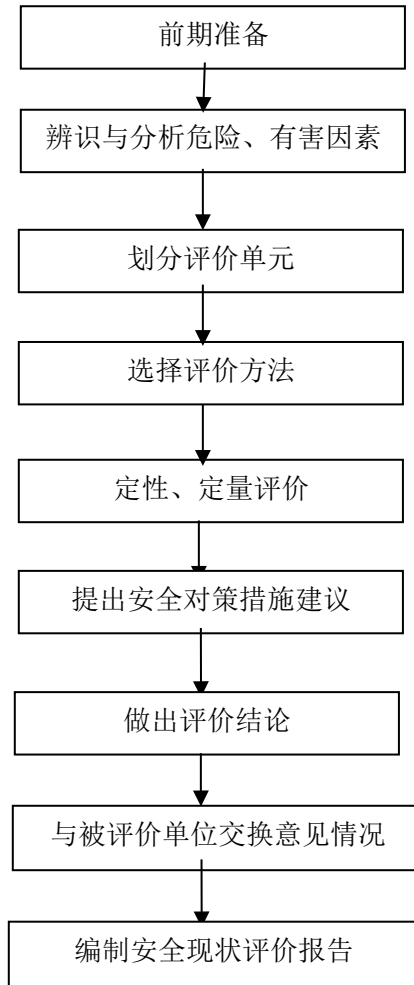 前期准备
辨识与分析危险、有害因素
划分评价单元
选择评价方法
定性、定量评价
提出安全对策措施建议
做出评价结论
与被评价单位交换意见情况
编制安全现状评价报告